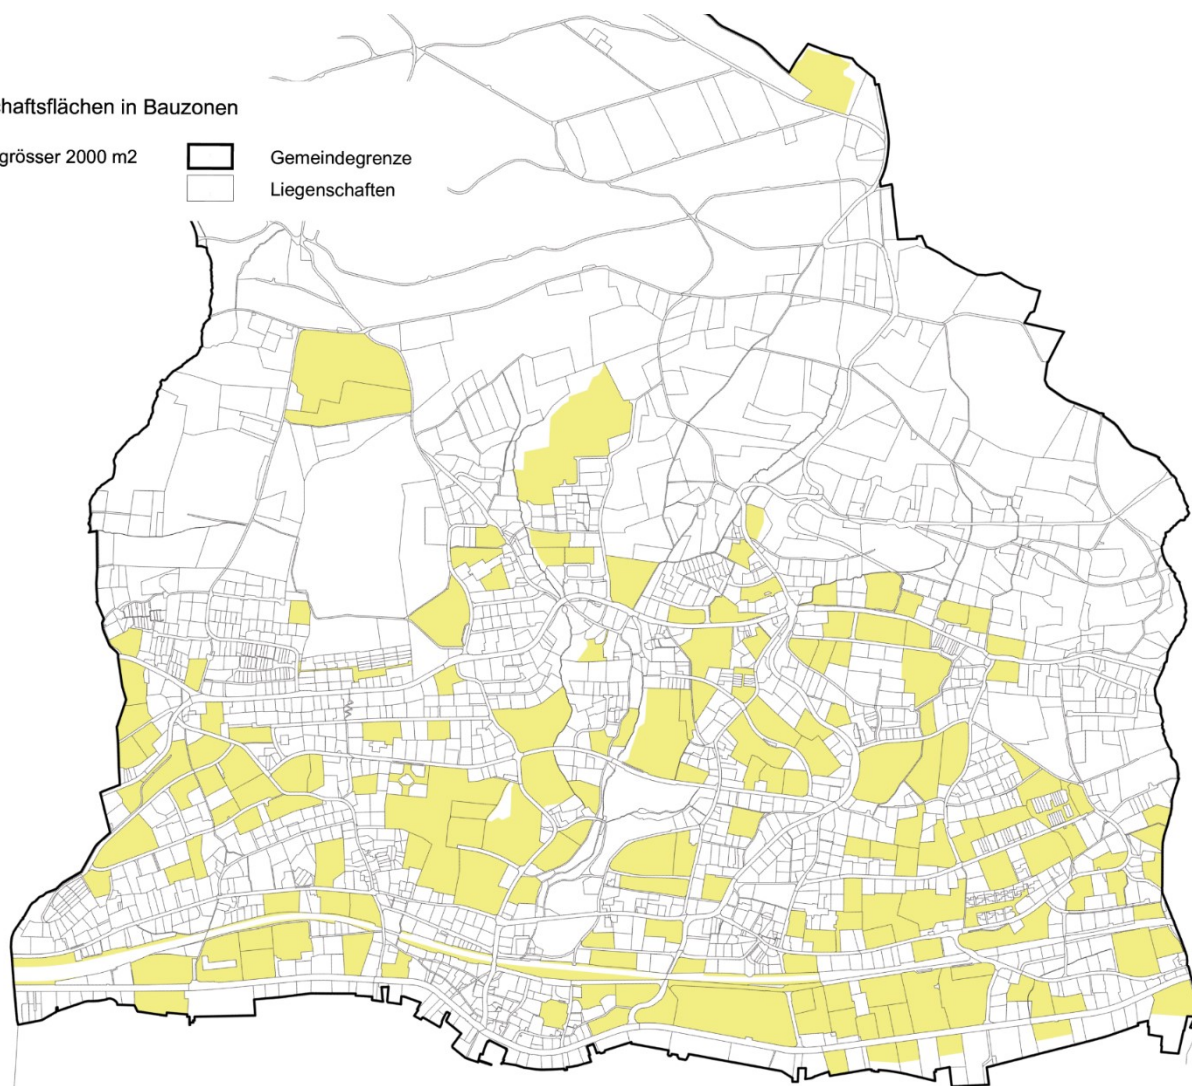 haftsflächen in Bauzonen
grösser 2000 m2
Gemeindegrenze
Liegenschaften